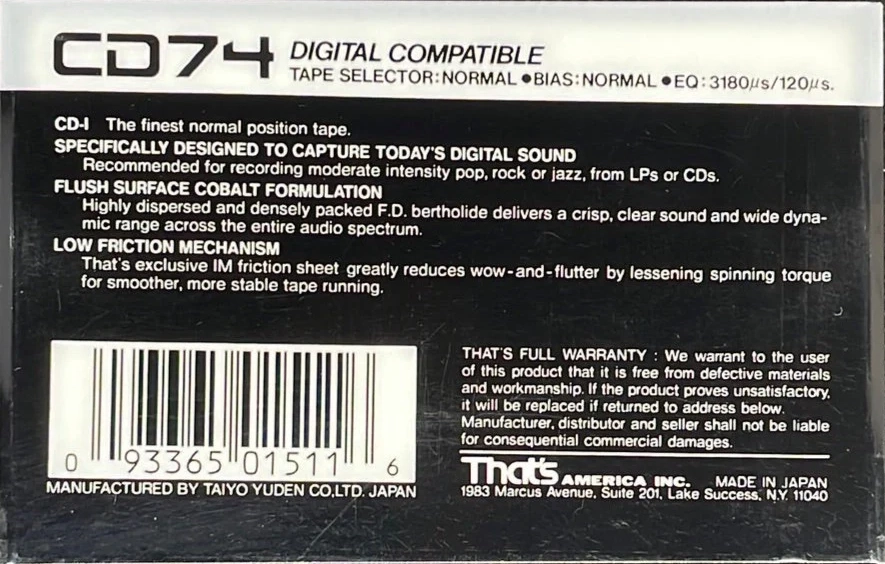 CD74 DIGITAL COMPATIBLE
TAPE SELECTOR:NORMAL ●BIAS:NORMAL ●EQ:3180μs/120μs.
CD-I The finest normal position tape.
SPECIFICALLY DESIGNED TO CAPTURE TODAY'S DIGITAL SOUND
Recommended for recording moderate intensity pop, rock or jazz, from LPs or CDs.
FLUSH SURFACE COBALT FORMULATION
Highly dispersed and densely packed F.D. bertholide delivers a crisp, clear sound and wide dyna-
mic range across the entire audio spectrum.
LOW FRICTION MECHANISM
That's exclusive IM friction sheet greatly reduces wow-and-flutter by lessening spinning torque
for smoother, more stable tape running.
0 93365 01511 6
MANUFACTURED BY TAIYO YUDEN CO.,LTD. JAPAN
THAT'S FULL WARRANTY : We warrant to the user
of this product that it is free from defective materials
and workmanship. If the product proves unsatisfactory,
it will be replaced if returned to address below.
Manufacturer, distributor and seller shall not be liable
for consequential commercial damages.
That's AMERICA INC. MADE IN JAPAN
1983 Marcus Avenue, Suite 201, Lake Success, N.Y. 11040